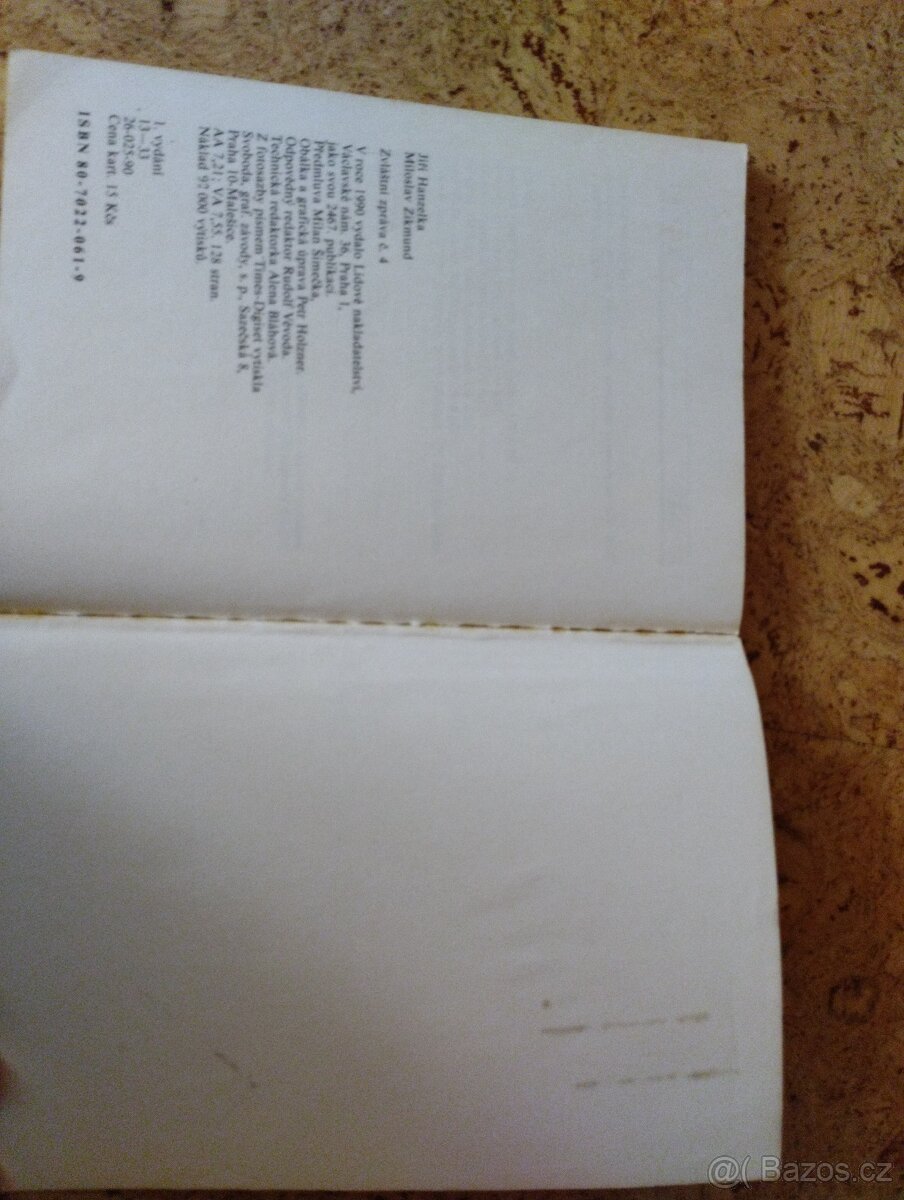 Jiří Hanzelka
Miloslav Zikmund
Zvláštní zpráva č. 4
V roce 1990 vydalo Lidové nakladatelství,
Václavské nám. 36, Praha 1,
jako svou 2467. publikaci.
Předmluva Milan Šimečka.
Obálka a grafická úprava Petr Holzner.
Odpovědný redaktor Rudolf Vévoda.
Technická redaktorka Alena Bláhová.
Z fotosazby písmem Times-Digiset vytiskla
Svoboda, graf. závody, s. p., Sazečská 8,
Praha 10-Malešice.
AA 7,21; VA 7,55. 128 stran.
Náklad 97 000 výtisků.
1. vydání
13—33
26-025-90
Cena kart. 15 Kčs
ISBN 80-7022-061-9
@( Bazos.cz